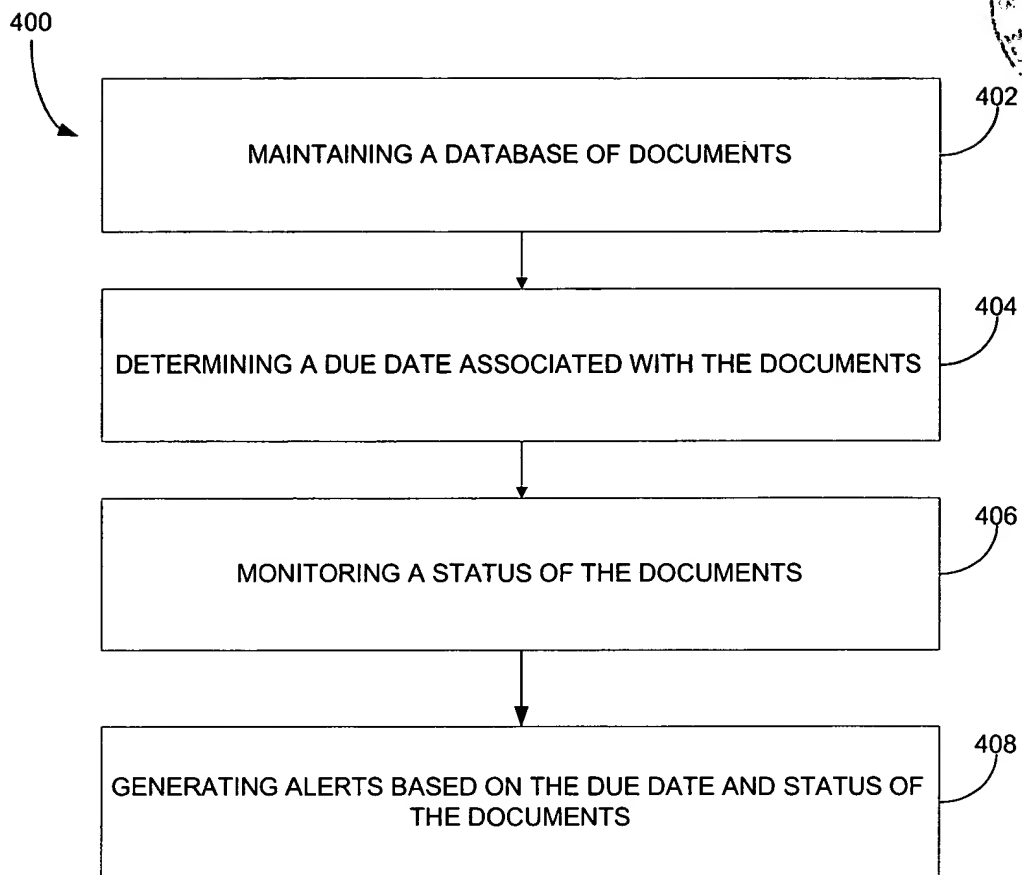 400
402
MAINTAINING A DATABASE OF DOCUMENTS
404
DETERMINING A DUE DATE ASSOCIATED WITH THE DOCUMENTS
406
MONITORING A STATUS OF THE DOCUMENTS
408
GENERATING ALERTS BASED ON THE DUE DATE AND STATUS OF
THE DOCUMENTS